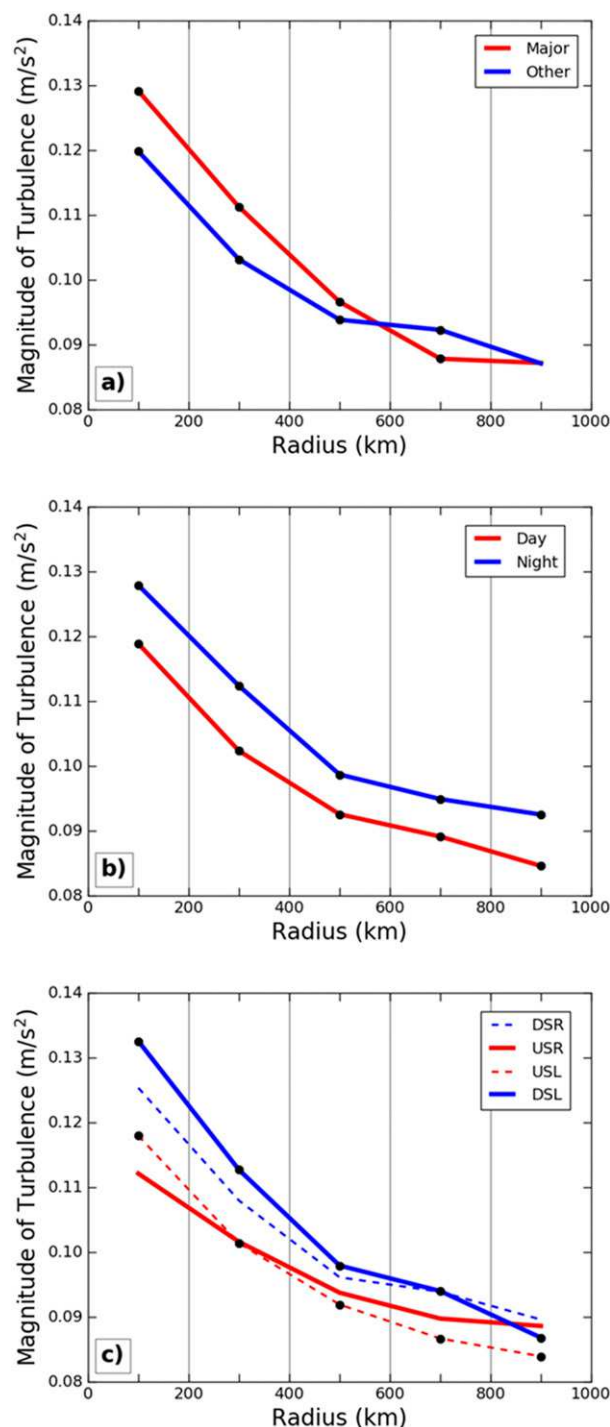 0.14
0.13
0.12
0.11
0.10
0.09
0.08
Magnitude of Turbulence (m/s²)
Major
Other
a)
0 200 400 600 800 1000
Radius (km)
0.14
0.13
0.12
0.11
0.10
0.09
0.08
Magnitude of Turbulence (m/s²)
Day
Night
b)
0 200 400 600 800 1000
Radius (km)
0.14
0.13
0.12
0.11
0.10
0.09
0.08
Magnitude of Turbulence (m/s²)
DSR
USR
USL
DSL
c)
0 200 400 600 800 1000
Radius (km)